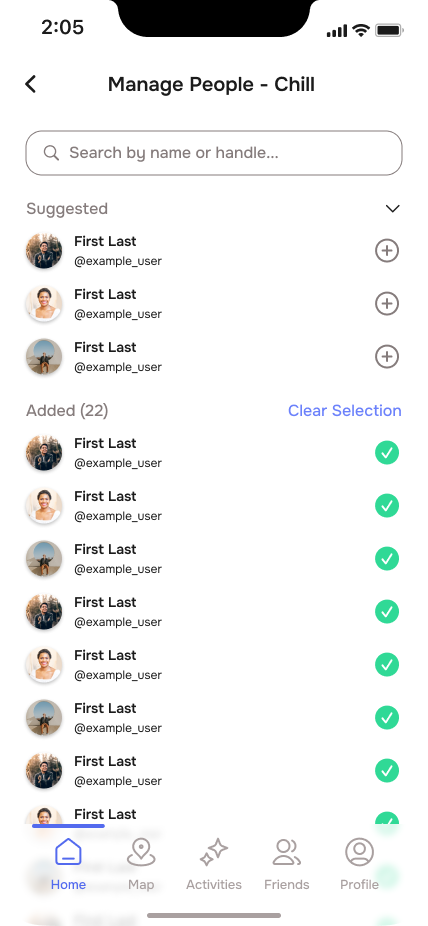 2:05
Manage People - Chill
Search by name or handle...
Suggested
First Last
@example_user
First Last
@example_user
First Last
@example_user
Added (22)
Clear Selection
First Last
@example_user
First Last
@example_user
First Last
@example_user
First Last
@example_user
First Last
@example_user
First Last
@example_user
First Last
@example_user
First Last
Home
Map
Activities
Friends
Profile